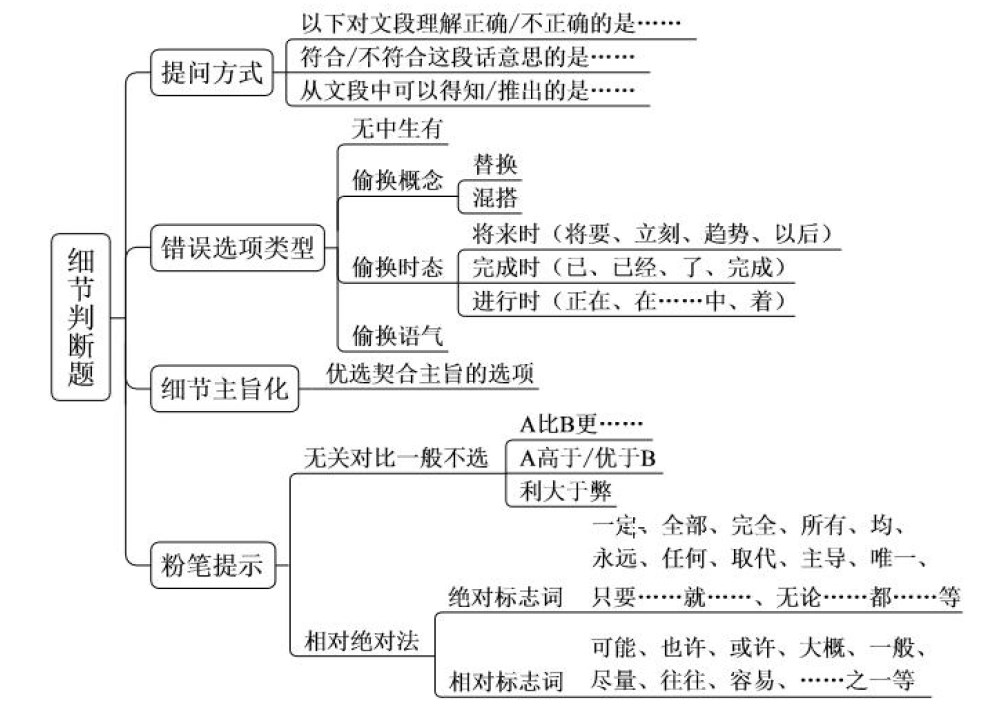 细节判断题
提问方式
以下对文段理解正确/不正确的是……
符合/不符合这段话意思的是……
从文段中可以得知/推出的是……
错误选项类型
无中生有
偷换概念
替换
混搭
偷换时态
将来时（将要、立刻、趋势、以后）
完成时（已、已经、了、完成）
进行时（正在、在……中、着）
偷换语气
细节主旨化
优选契合主旨的选项
粉笔提示
无关对比一般不选
A比B更……
A高于/优于B
利大于弊
相对绝对法
绝对标志词
一定、全部、完全、所有、均、
永远、任何、取代、主导、唯一、
只要……就……、无论……都……等
相对标志词
可能、也许、或许、大概、一般、
尽量、往往、容易、……之一等